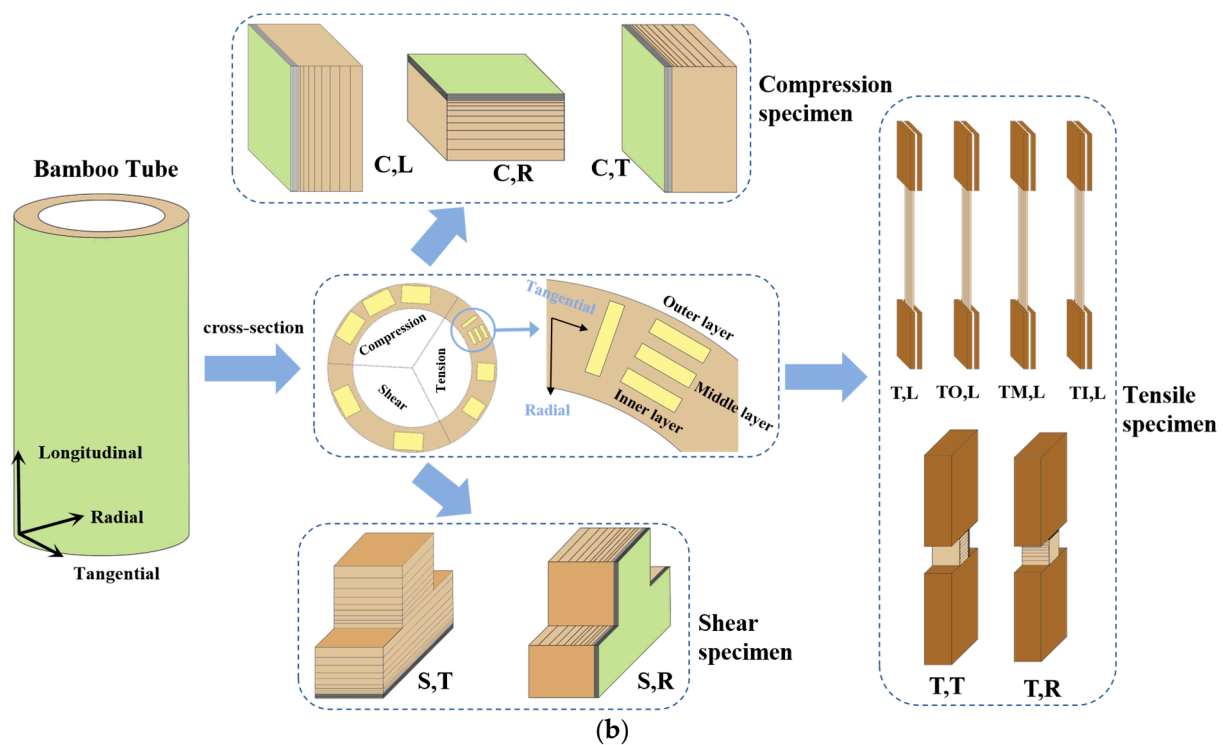 Bamboo Tube
Longitudinal
Radial
Tangential
cross-section
C,L
C,R
C,T
Compression
specimen
Compression
Tension
Shear
Tangential
Radial
Outer layer
Middle layer
Inner layer
S,T
S,R
Shear
specimen
T,L
TO,L
TM,L
TI,L
T,T
T,R
Tensile
specimen
(b)